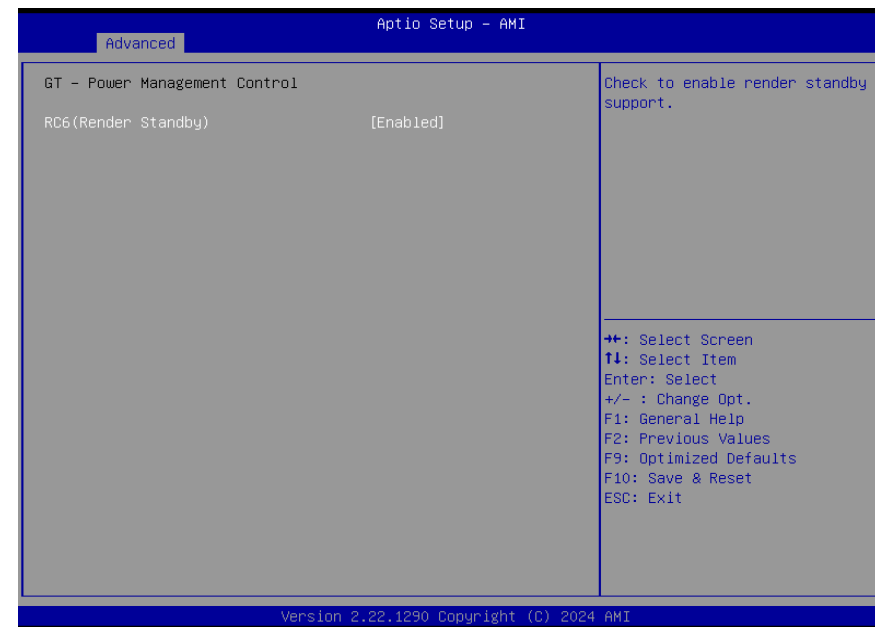 Aptio Setup – AMI
Advanced
GT – Power Management Control
RC6(Render Standby) [Enabled]
Check to enable render standby
support.
→←: Select Screen
↑↓: Select Item
Enter: Select
+/– : Change Opt.
F1: General Help
F2: Previous Values
F9: Optimized Defaults
F10: Save & Reset
ESC: Exit
Version 2.22.1290 Copyright (C) 2024 AMI